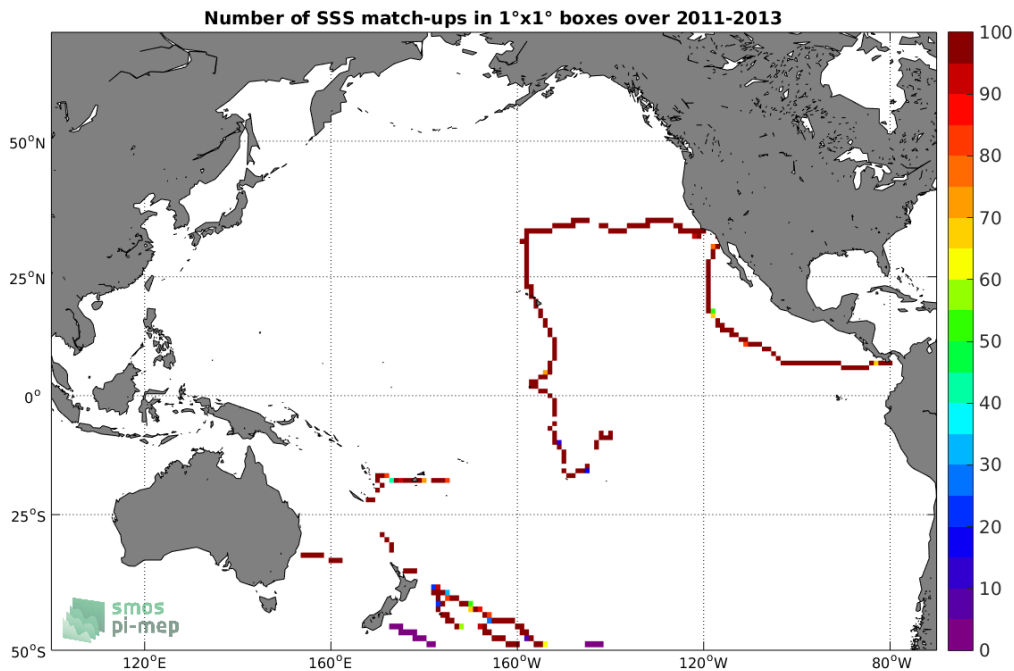 Number of SSS match-ups in 1°x1° boxes over 2011-2013
50°N
25°N
0°
25°S
50°S
120°E
160°E
160°W
120°W
80°W
100
90
80
70
60
50
40
30
20
10
0
smos
pi-mep